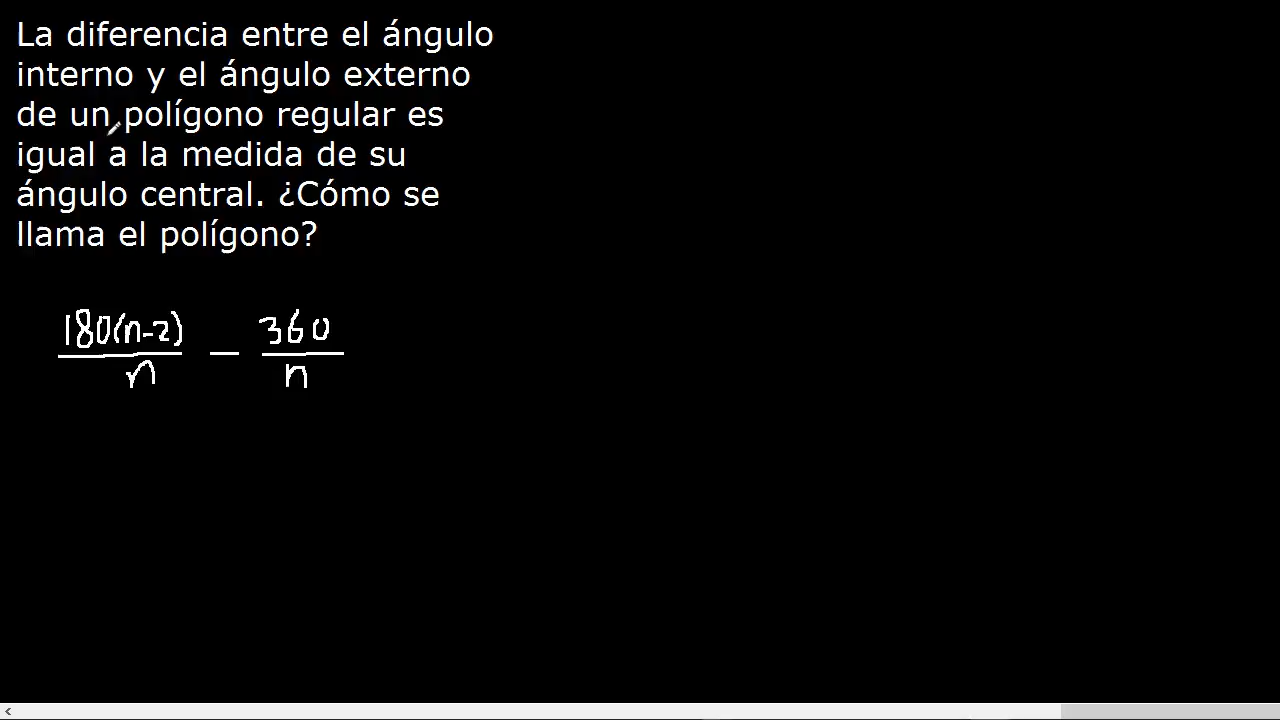 La diferencia entre el ángulo
interno y el ángulo externo
de un polígono regular es
igual a la medida de su
ángulo central. ¿Cómo se
llama el polígono?
180(n-2) — 360
n n